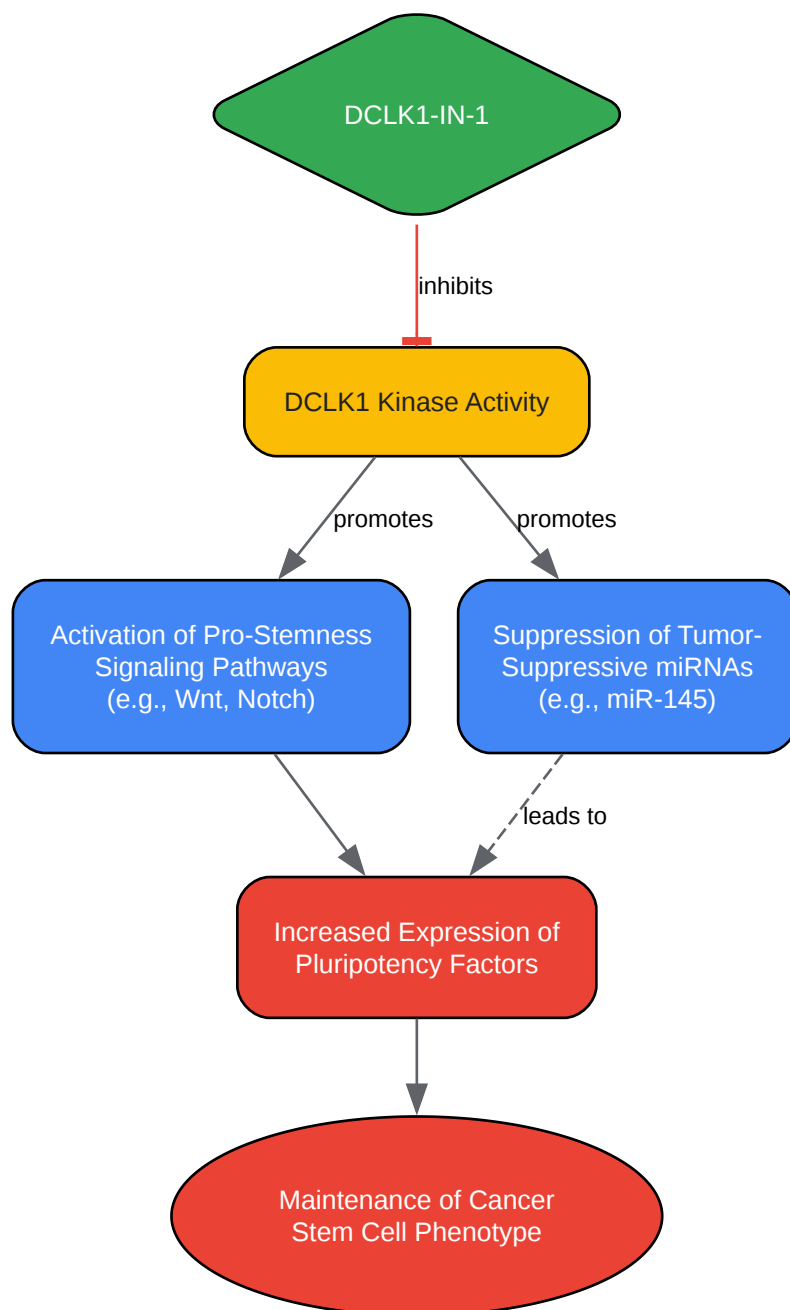 DCLK1-IN-1
inhibits
DCLK1 Kinase Activity
promotes
promotes
Activation of Pro-Stemness
Signaling Pathways
(e.g., Wnt, Notch)
Suppression of Tumor-
Suppressive miRNAs
(e.g., miR-145)
leads to
Increased Expression of
Pluripotency Factors
Maintenance of Cancer
Stem Cell Phenotype